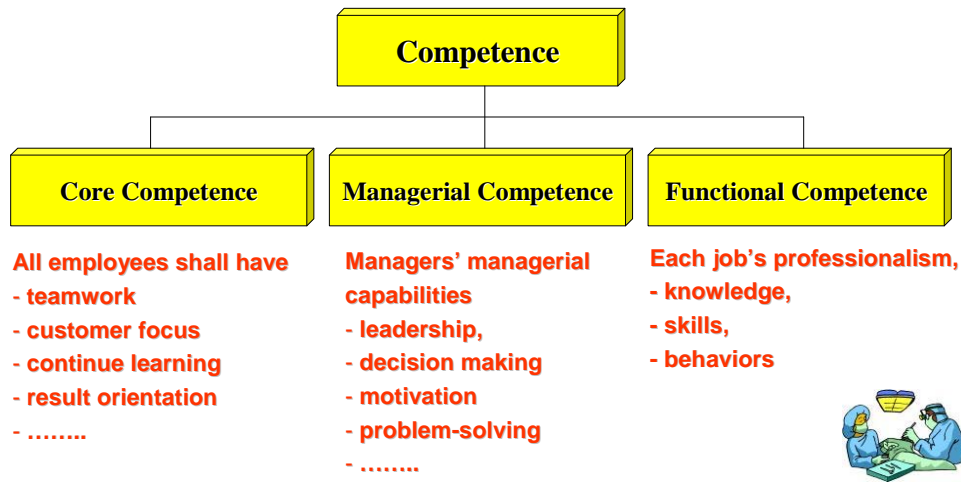 Competence
Core Competence
Managerial Competence
Functional Competence
All employees shall have
- teamwork
- customer focus
- continue learning
- result orientation
- ……..
Managers’ managerial
capabilities
- leadership,
- decision making
- motivation
- problem-solving
- ……..
Each job’s professionalism,
- knowledge,
- skills,
- behaviors